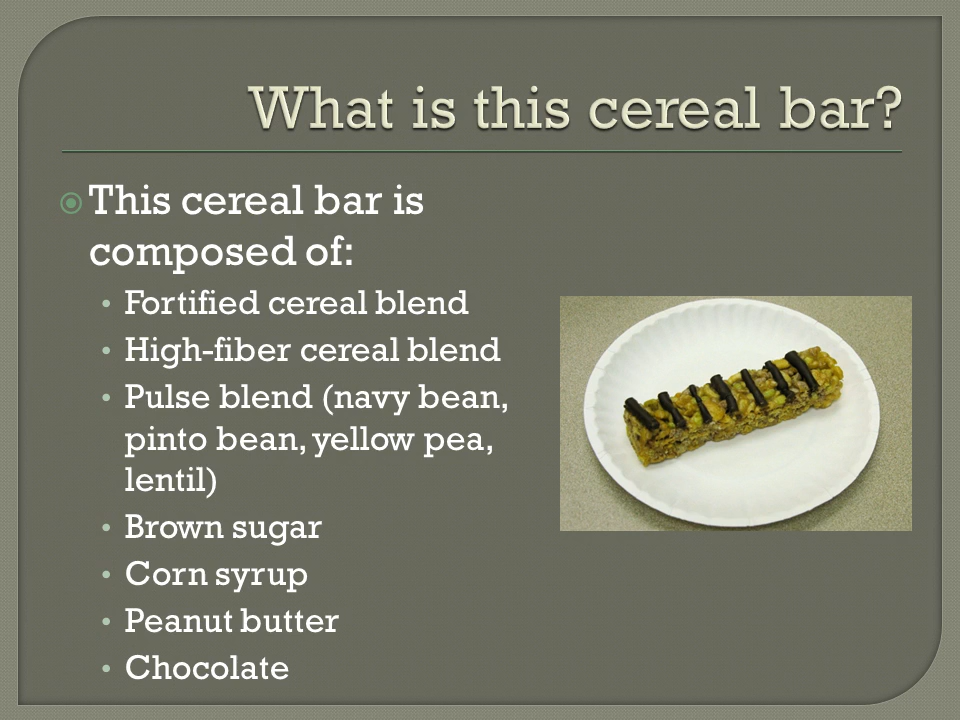 What is this cereal bar?
This cereal bar is
composed of:
• Fortified cereal blend
• High-fiber cereal blend
• Pulse blend (navy bean,
pinto bean, yellow pea,
lentil)
• Brown sugar
• Corn syrup
• Peanut butter
• Chocolate